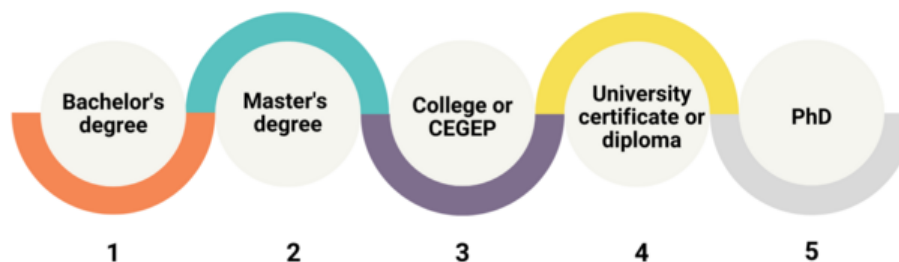 Bachelor's
degree
Master's
degree
College or
CEGEP
University
certificate or
diploma
PhD
1
2
3
4
5